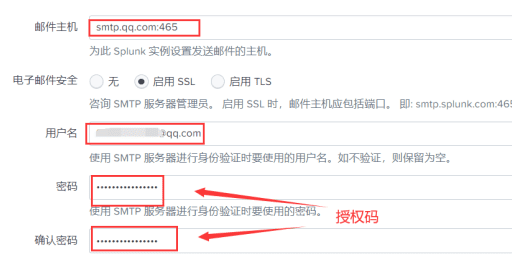 邮件主机 smtp.qq.com:465
为此 Splunk 实例设置发送邮件的主机。
电子邮件安全 无 启用 SSL 启用 TLS
咨询 SMTP 服务器管理员。 启用 SSL 时，邮件主机应包括端口。 即: smtp.splunk.com:465
用户名 @qq.com
使用 SMTP 服务器进行身份验证时要使用的用户名。如不验证，则保留为空。
密码 ••••••••••••••••
使用 SMTP 服务器进行身份验证时要使用的密码。
授权码
确认密码 ••••••••••••••••